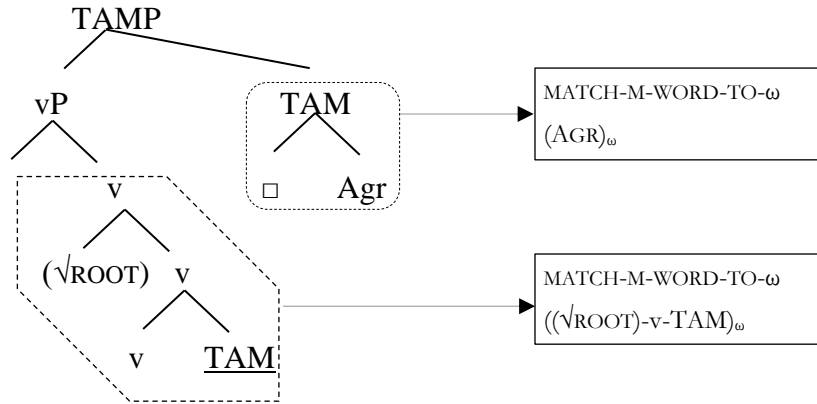 TAMP
vP TAM
□ Agr
v
(√ROOT) v
v TAM
MATCH-M-WORD-TO-ω
(AGR)ω
MATCH-M-WORD-TO-ω
((√ROOT)-v-TAM)ω